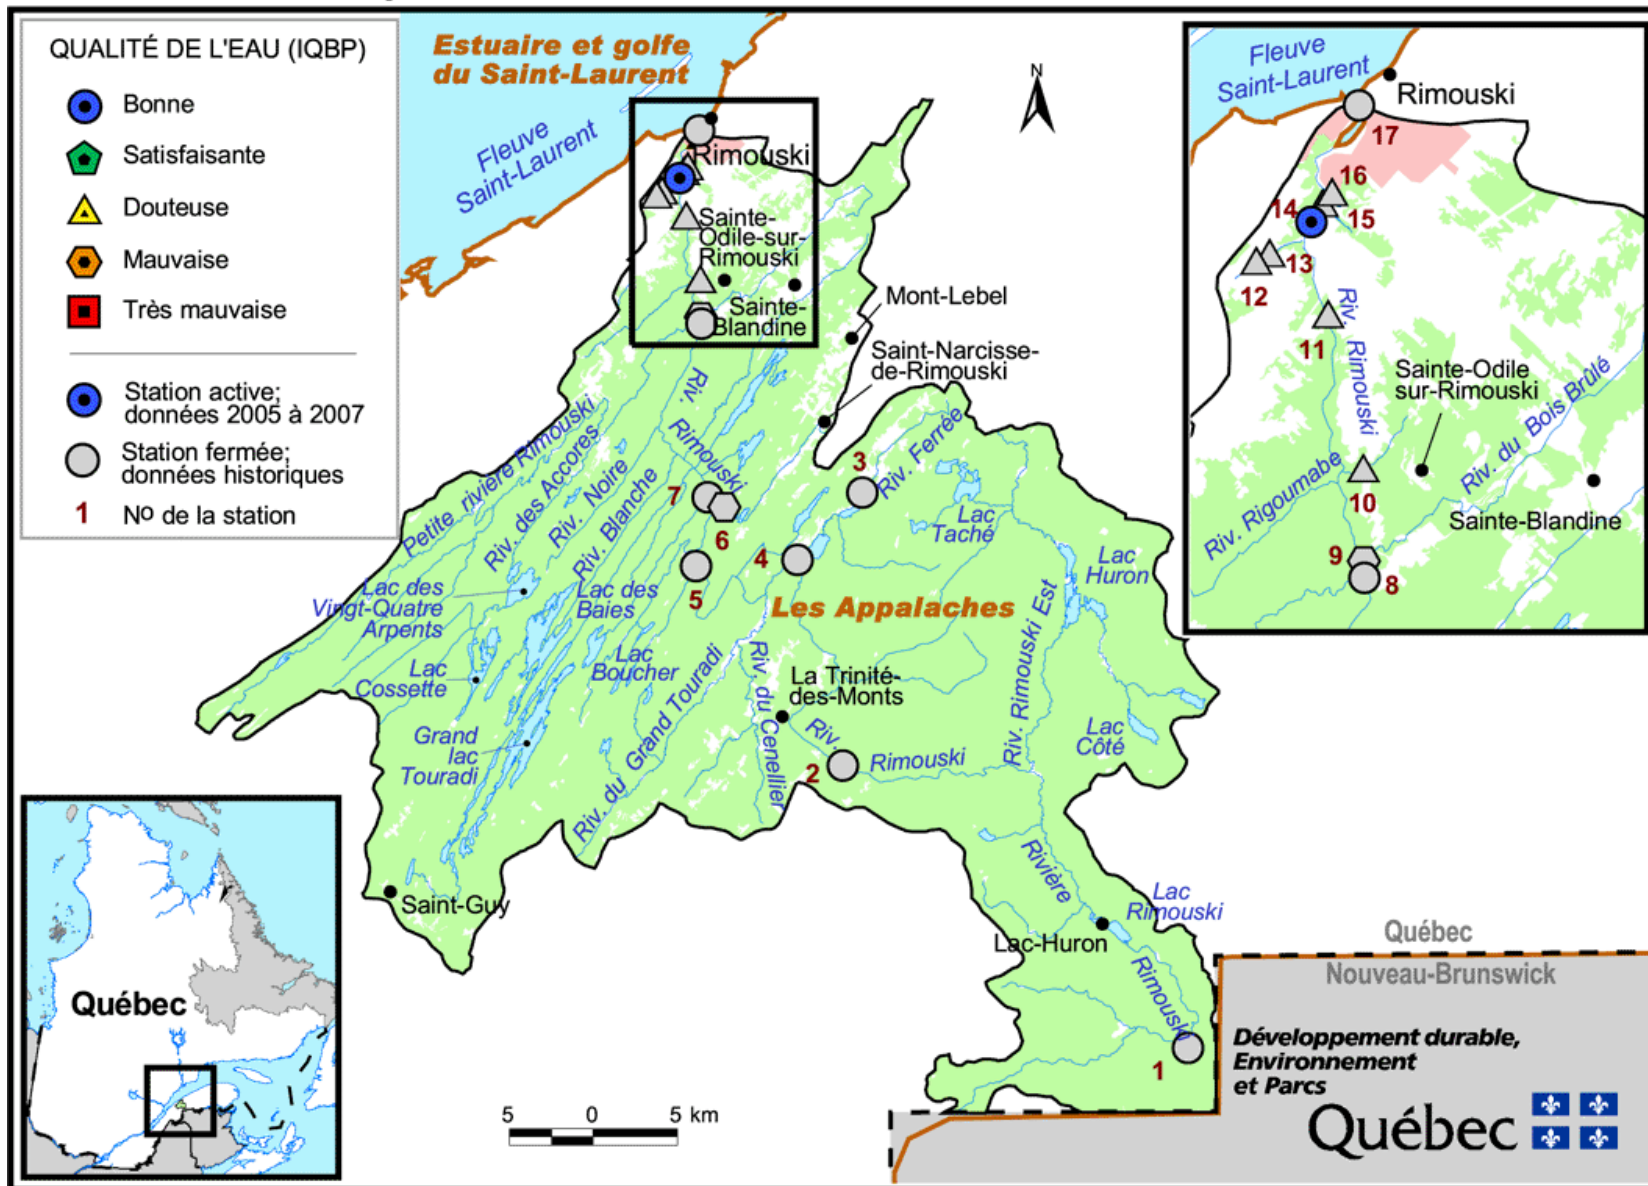 QUALITÉ DE L'EAU (IQBP)
Bonne
Satisfaisante
Douteuse
Mauvaise
Très mauvaise
Station active;
données 2005 à 2007
Station fermée;
données historiques
1 No de la station
Estuaire et golfe
du Saint-Laurent
Fleuve
Saint-Laurent
N
Rimouski
Sainte-
Odile-sur-
Rimouski
Sainte-
Blandine
Mont-Lebel
Saint-Narcisse-
de-Rimouski
Petite rivière Rimouski
Riv. des Accores
Riv. Noire
Riv. Blanche
Riv.
Rimouski
Riv. Ferrée
3
7
6
5
4
Lac
Taché
Lac
Huron
Lac des
Vingt-Quatre
Arpents
Lac des
Baies
Les Appalaches
Lac
Cossette
Lac
Boucher
Grand
lac
Touradi
Riv. du Grand Touradi
Riv. du Cenellier
La Trinité-
des-Monts
Riv.
Rimouski
2
Riv. Rimouski Est
Lac
Côté
Saint-Guy
Rivière
Lac
Rimouski
Lac-Huron
Rimouski
1
5 0 5 km
Québec
Fleuve
Saint-Laurent
Rimouski
17
16
14
15
13
12
11
Riv.
Rimouski
Sainte-Odile
sur-Rimouski
Riv. du Bois Brûlé
Riv. Rigoumabe
10
Sainte-Blandine
9
8
Québec
Nouveau-Brunswick
Développement durable,
Environnement
et Parcs
Québec